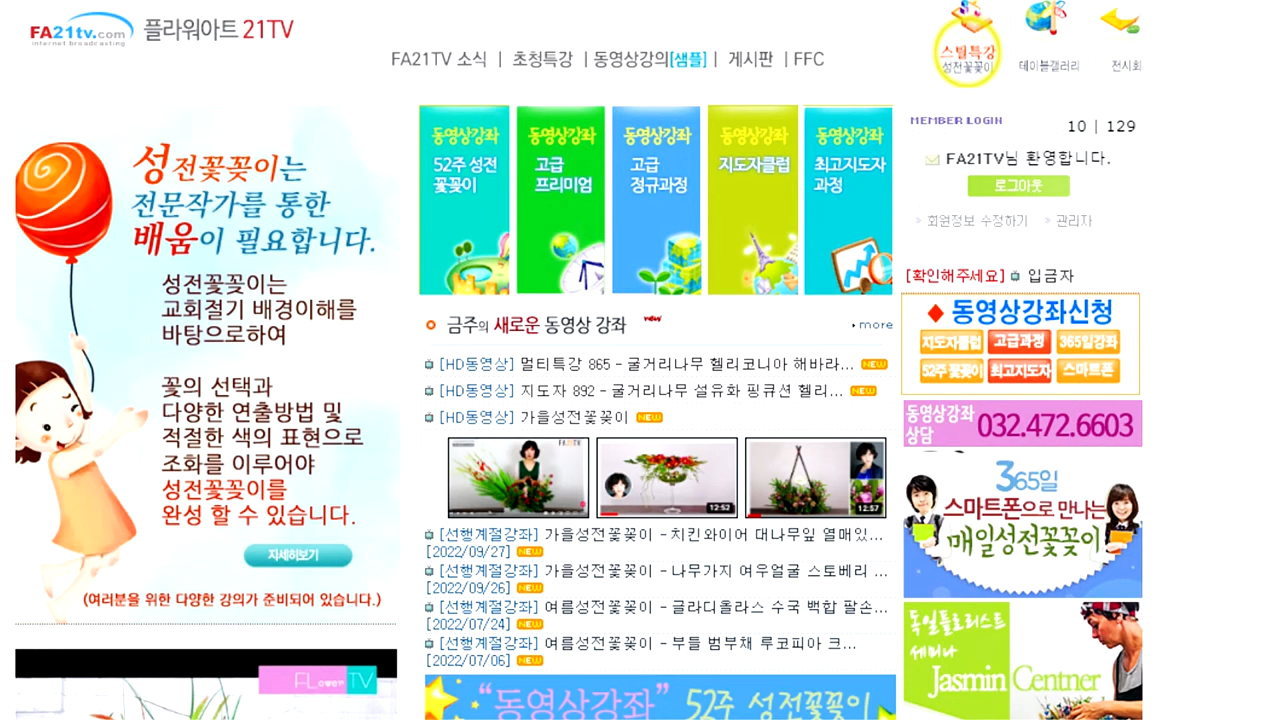 FA21tv.com
internet broadcasting
플라워아트 21TV
FA21TV 소식 | 초청특강 | 동영상강의[샘플] | 게시판 | FFC
스틸특강
성전꽃꽂이
테이블갤러리
전시회
성전꽃꽂이는
전문작가를 통한
배움이 필요합니다.
성전꽃꽂이는
교회절기 배경이해를
바탕으로하여
꽃의 선택과
다양한 연출방법 및
적절한 색의 표현으로
조화를 이루어야
성전꽃꽂이를
완성 할 수 있습니다.
자세히보기
(여러분을 위한 다양한 강의가 준비되어 있습니다.)
FLower TV
동영상강좌
52주 성전
꽃꽂이
동영상강좌
고급
프리미엄
동영상강좌
고급
정규과정
동영상강좌
지도자클럽
동영상강좌
최고지도자
과정
금주의 새로운 동영상 강좌 new
more
[HD동영상] 멀티특강 865 - 굴거리나무 헬리코니아 해바라... NEW
[HD동영상] 지도자 892 - 굴거리나무 설유화 핑큐션 헬리... NEW
[HD동영상] 가을성전꽃꽂이 NEW
FA21TV
12:52
12:57
[선행계절강좌] 가을성전꽃꽂이 - 치킨와이어 대나무잎 열매있...
[2022/09/27] NEW
[선행계절강좌] 가을성전꽃꽂이 - 나무가지 여우얼굴 스토베리 ...
[2022/09/26] NEW
[선행계절강좌] 여름성전꽃꽂이 - 글라디올라스 수국 백합 팔손...
[2022/07/24] NEW
[선행계절강좌] 여름성전꽃꽂이 - 부들 범부채 루코피아 크...
[2022/07/06] NEW
“동영상강좌” 52주 성전꽃꽂이
MEMBER LOGIN
10 | 129
FA21TV님 환영합니다.
로그아웃
> 회원정보 수정하기 > 관리자
[확인해주세요] 입금자
동영상강좌신청
지도자클럽 고급과정 365일강좌
52주 꽃꽂이 최고지도자 스마트폰
동영상강좌
상담
032.472.6603
365일
스마트폰으로 만나는
매일성전꽃꽂이
독일플로리스트
세미나
Jasmin Centner